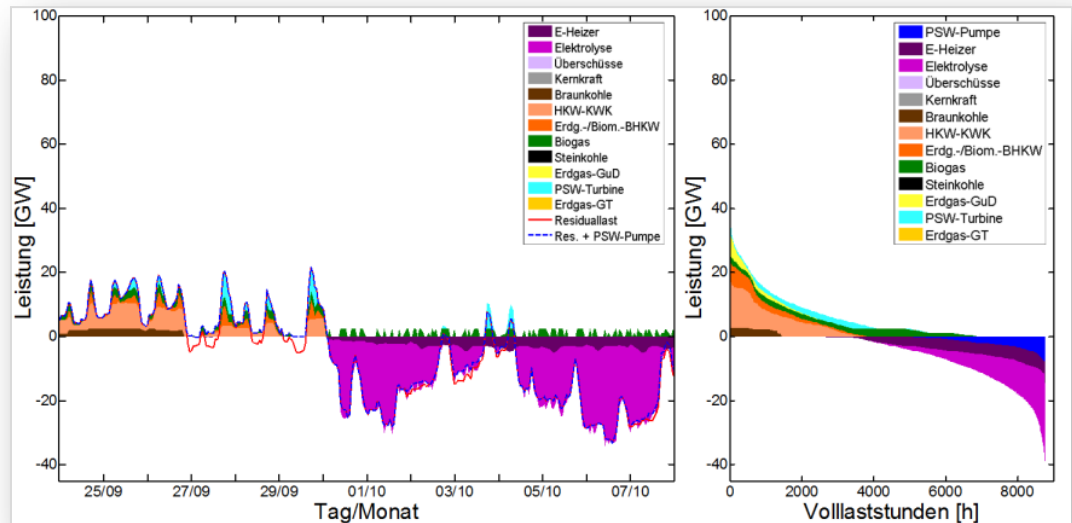 100
80
60
40
20
0
-20
-40
Leistung [GW]
E-Heizer
Elektrolyse
Überschüsse
Kernkraft
Braunkohle
HKW-KWK
Erdg.-/Biom.-BHKW
Biogas
Steinkohle
Erdgas-GuD
PSW-Turbine
Erdgas-GT
Residuallast
Res. + PSW-Pumpe
25/09 27/09 29/09 01/10 03/10 05/10 07/10
Tag/Monat
100
80
60
40
20
0
-20
-40
Leistung [GW]
PSW-Pumpe
E-Heizer
Elektrolyse
Überschüsse
Kernkraft
Braunkohle
HKW-KWK
Erdg.-/Biom.-BHKW
Biogas
Steinkohle
Erdgas-GuD
PSW-Turbine
Erdgas-GT
0 2000 4000 6000 8000
Volllaststunden [h]